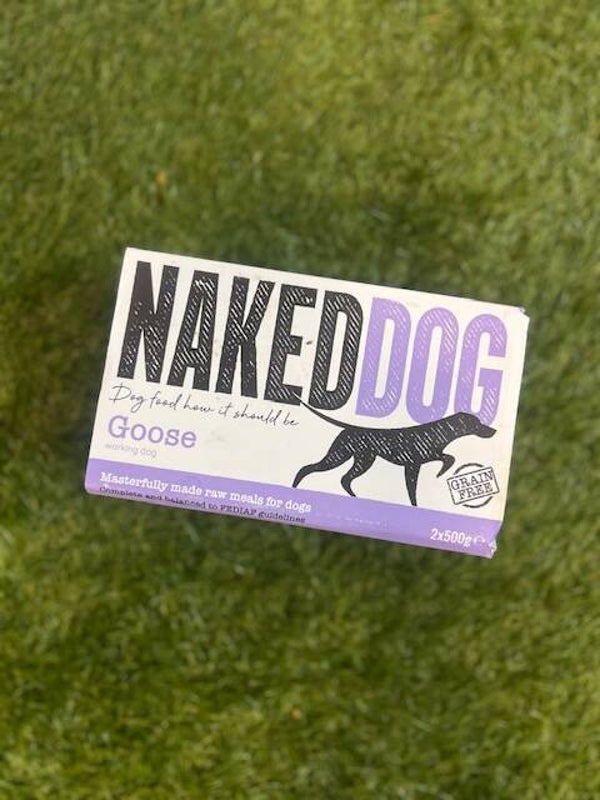 NAKEDDOG
Dog food how it should be
Goose
working dog
GRAIN
FREE
Masterfully made raw meals for dogs
Complete and balanced to FEDIAF guidelines
2x500g e